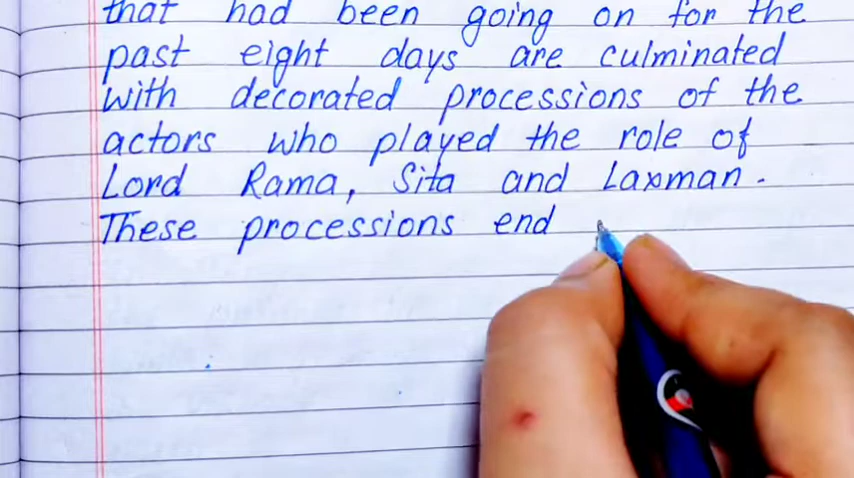 that had been going on for the
past eight days are culminated
with decorated processions of the
actors who played the role of
Lord Rama, Sita and Laxman.
These processions end